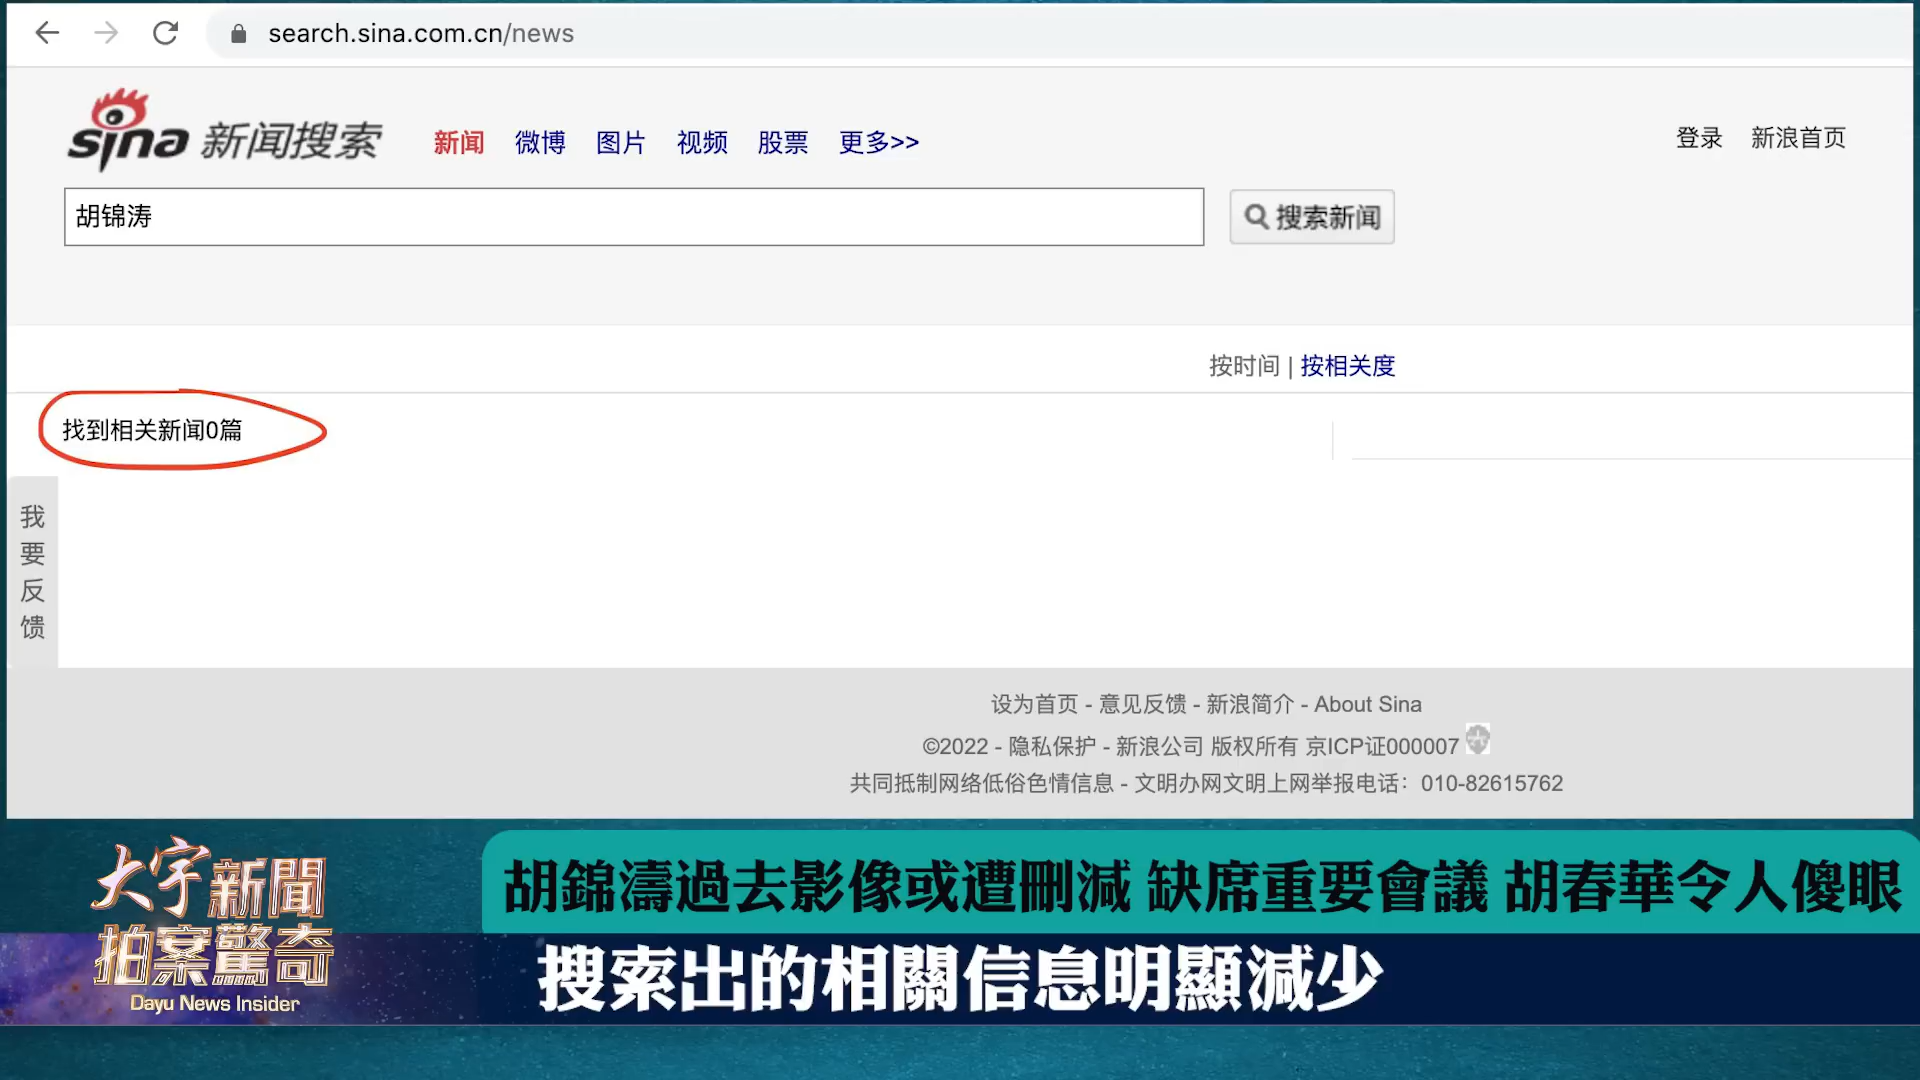 search.sina.com.cn/news
sina 新闻搜索
新闻 微博 图片 视频 股票 更多>>
登录 新浪首页
胡锦涛
搜索新闻
按时间 | 按相关度
找到相关新闻0篇
我要反馈
设为首页 - 意见反馈 - 新浪简介 - About Sina
©2022 - 隐私保护 - 新浪公司 版权所有 京ICP证000007
共同抵制网络低俗色情信息 - 文明办网文明上网举报电话：010-82615762
大宇新聞
拍案驚奇
Dayu News Insider
胡錦濤過去影像或遭刪減 缺席重要會議 胡春華令人傻眼
搜索出的相關信息明顯減少